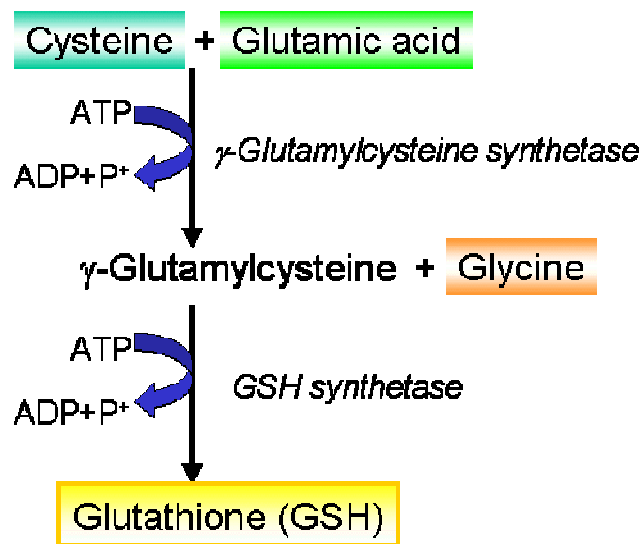 Cysteine + Glutamic acid
ATP
γ-Glutamylcysteine synthetase
ADP+P⁺
γ-Glutamylcysteine + Glycine
ATP
GSH synthetase
ADP+P⁺
Glutathione (GSH)